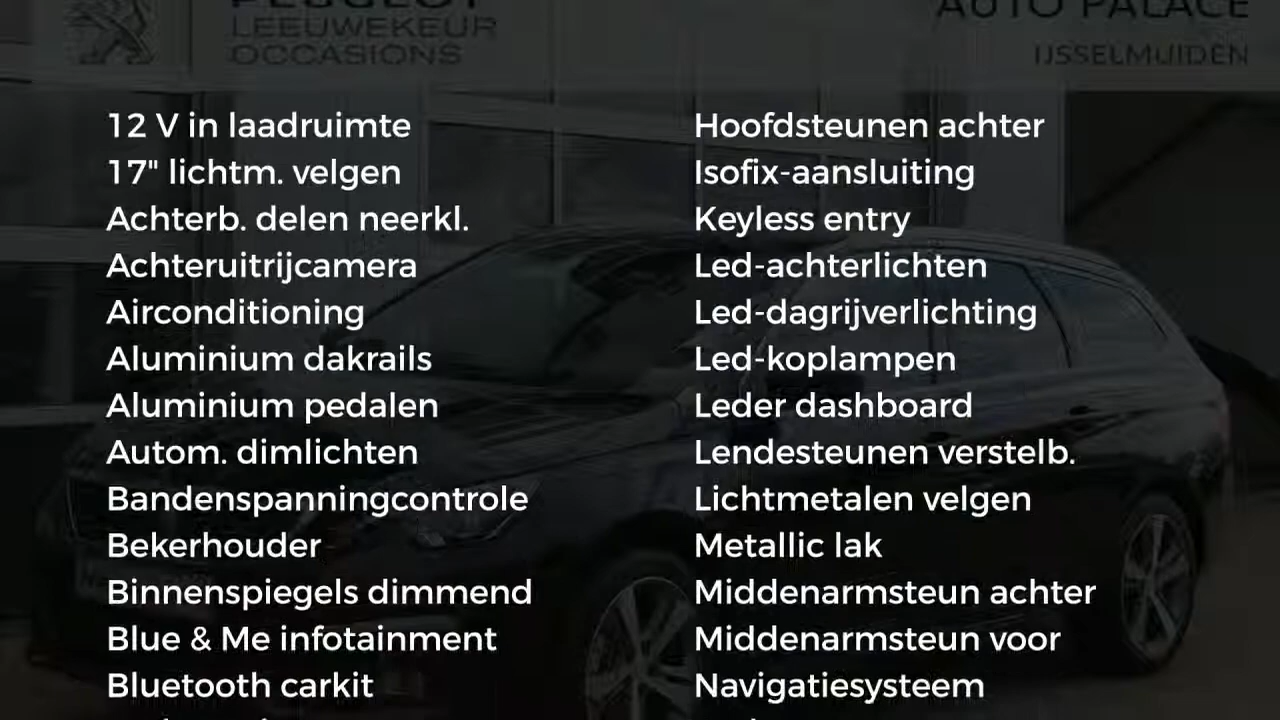 PEUGEOT
LEEUWEKEUR
OCCASIONS
AUTO PALACE
IJSSELMUIDEN
12 V in laadruimte
17" lichtm. velgen
Achterb. delen neerkl.
Achteruitrijcamera
Airconditioning
Aluminium dakrails
Aluminium pedalen
Autom. dimlichten
Bandenspanningcontrole
Bekerhouder
Binnenspiegels dimmend
Blue & Me infotainment
Bluetooth carkit
Hoofdsteunen achter
Isofix-aansluiting
Keyless entry
Led-achterlichten
Led-dagrijverlichting
Led-koplampen
Leder dashboard
Lendesteunen verstelb.
Lichtmetalen velgen
Metallic lak
Middenarmsteun achter
Middenarmsteun voor
Navigatiesysteem